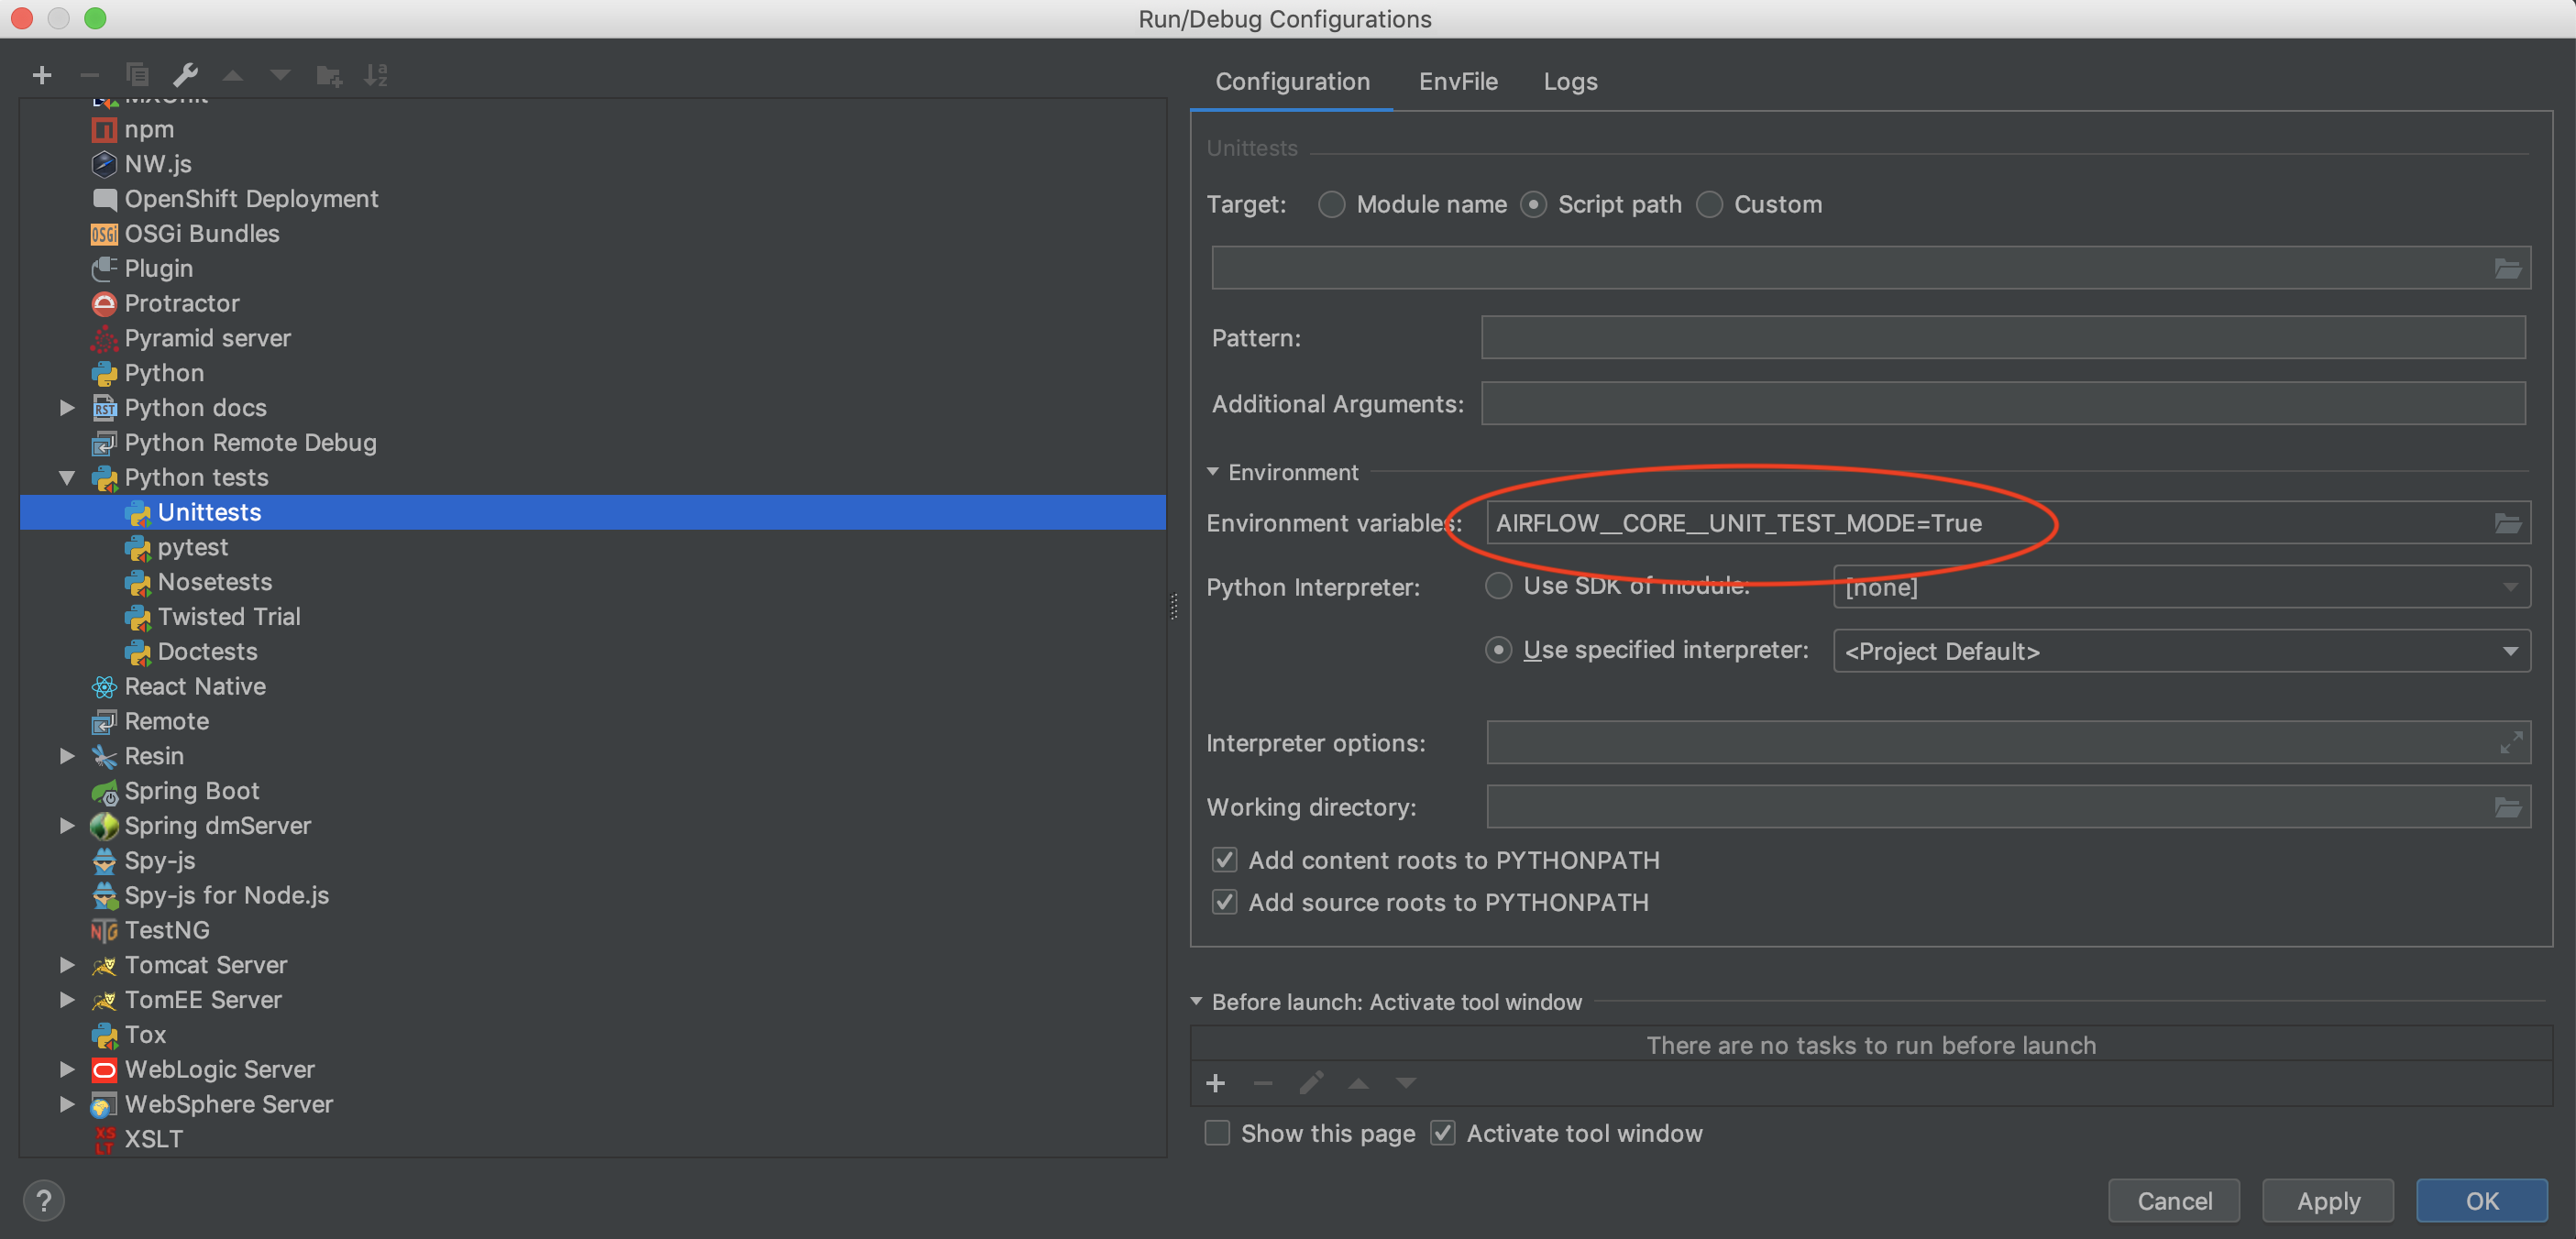 Run/Debug Configurations
MXUnit
npm
NW.js
OpenShift Deployment
OSGi Bundles
Plugin
Protractor
Pyramid server
Python
Python docs
Python Remote Debug
Python tests
Unittests
pytest
Nosetests
Twisted Trial
Doctests
React Native
Remote
Resin
Spring Boot
Spring dmServer
Spy-js
Spy-js for Node.js
TestNG
Tomcat Server
TomEE Server
Tox
WebLogic Server
WebSphere Server
XSLT
Configuration EnvFile Logs
Unittests
Target: Module name Script path Custom
Pattern:
Additional Arguments:
Environment
Environment variables: AIRFLOW__CORE__UNIT_TEST_MODE=True
Python Interpreter: Use SDK of module: [none]
Use specified interpreter: <Project Default>
Interpreter options:
Working directory:
Add content roots to PYTHONPATH
Add source roots to PYTHONPATH
Before launch: Activate tool window
There are no tasks to run before launch
Show this page Activate tool window
? Cancel Apply OK